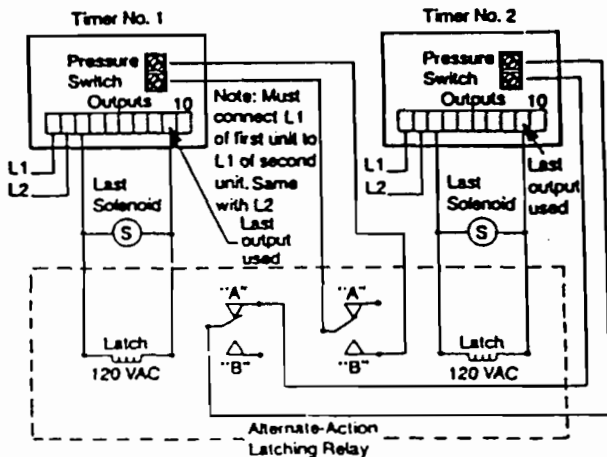 Timer No. 1
Pressure
Switch
Outputs
10
L1
L2
Last
Solenoid
S
Note: Must
connect L1
of first unit to
L1 of second
unit. Same
with L2
Last
output
used
Timer No. 2
Pressure
Switch
Outputs
10
L1
L2
Last
Solenoid
S
Last
output
used
"A"
"B"
"A"
"B"
Latch
120 VAC
Latch
120 VAC
Alternate-Action
Latching Relay